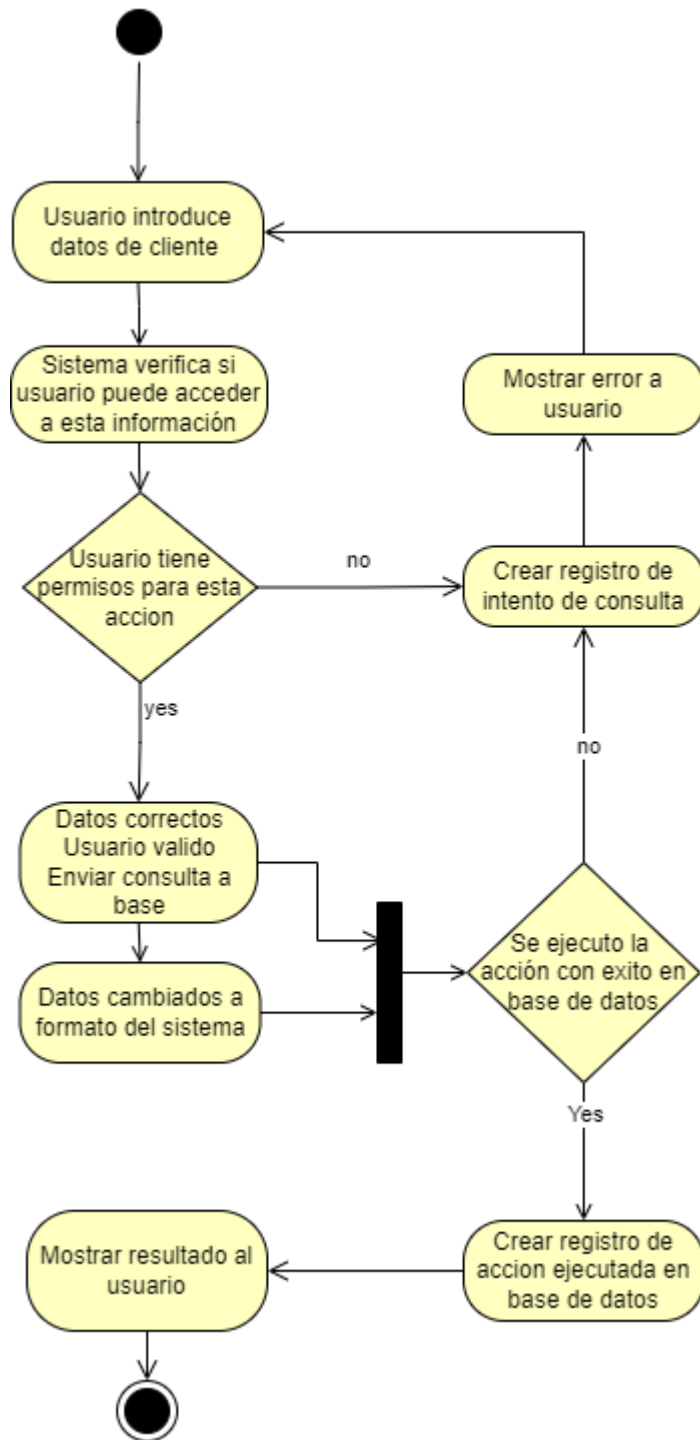 Usuario introduce
datos de cliente
Sistema verifica si
usuario puede acceder
a esta información
Mostrar error a
usuario
Usuario tiene
permisos para esta
accion
no
Crear registro de
intento de consulta
yes
no
Datos correctos
Usuario valido
Enviar consulta a
base
Datos cambiados a
formato del sistema
Se ejecuto la
acción con exito en
base de datos
Yes
Crear registro de
accion ejecutada en
base de datos
Mostrar resultado al
usuario